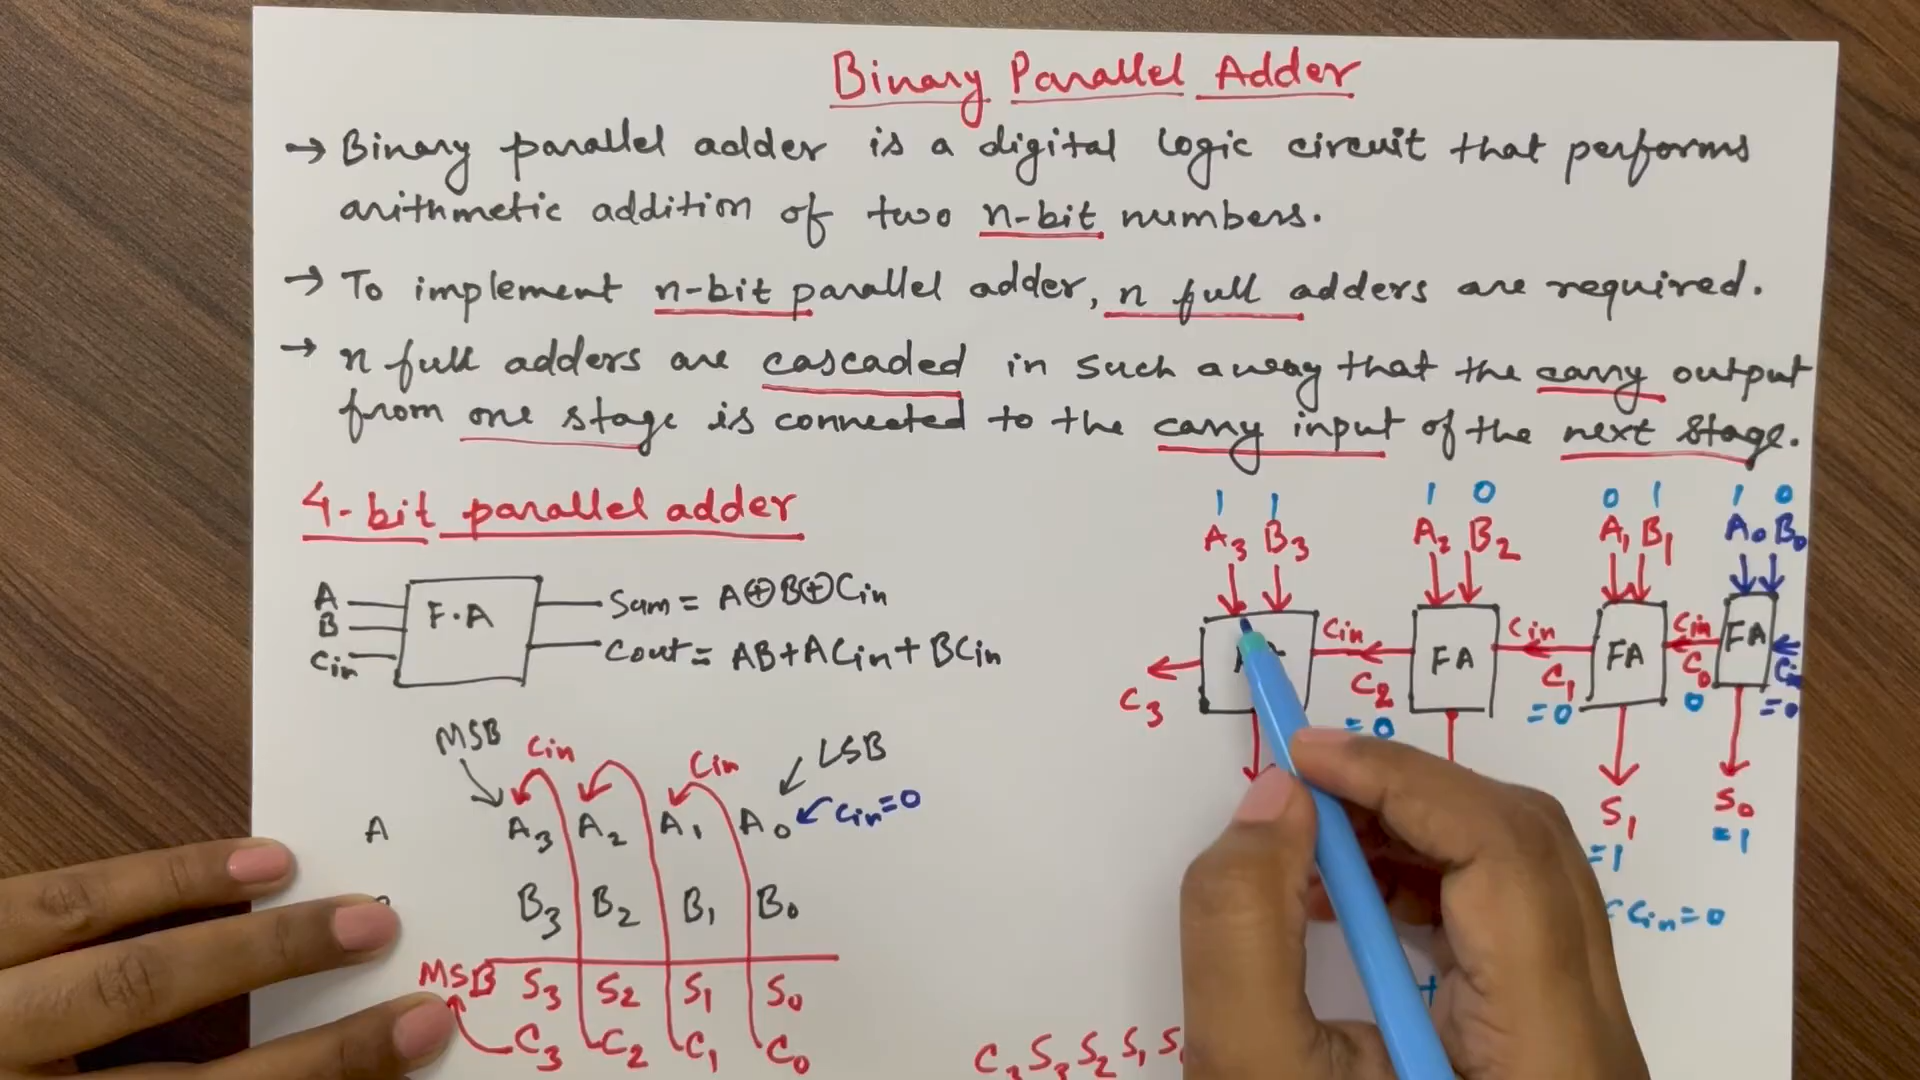 Binary Parallel Adder
→ Binary parallel adder is a digital logic circuit that performs
arithmetic addition of two n-bit numbers.
→ To implement n-bit parallel adder, n full adders are required.
→ n full adders are cascaded in such a way that the carry output
from one stage is connected to the carry input of the next stage.
4-bit parallel adder
1 1 1 0 0 1 1 0
A3 B3 A2 B2 A1 B1 A0 B0
A
B
Cin
F.A
Sum = A⊕B⊕Cin
Cout = AB+ACin+BCin
Cin FA Cin FA Cin FA
C3 C2 =0 C1 =0 C0 0 =0
S1 =1 S0 =1
MSB Cin Cin LSB
A A3 A2 A1 A0 Cin=0
B3 B2 B1 B0
Cin=0
MSB S3 S2 S1 S0
C3 C2 C1 C0
+
S3 S2 S1